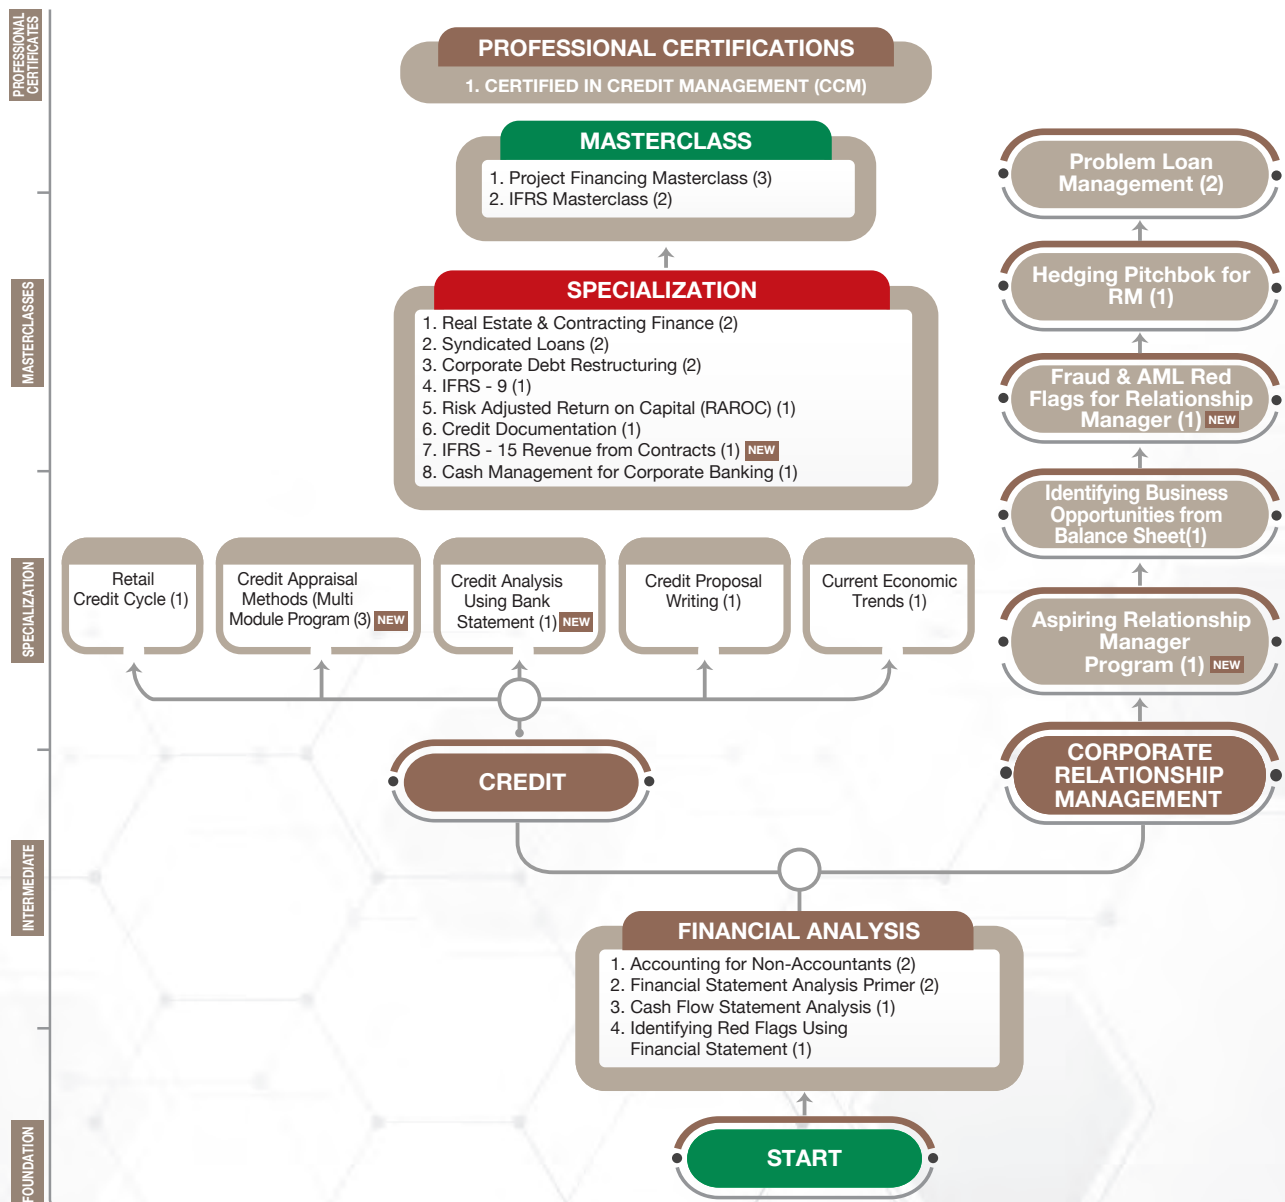 PROFESSIONAL
CERTIFICATES
PROFESSIONAL CERTIFICATIONS
1. CERTIFIED IN CREDIT MANAGEMENT (CCM)
MASTERCLASS
1. Project Financing Masterclass (3)
2. IFRS Masterclass (2)
Problem Loan
Management (2)
MASTERCLASSES
SPECIALIZATION
1. Real Estate & Contracting Finance (2)
2. Syndicated Loans (2)
3. Corporate Debt Restructuring (2)
4. IFRS - 9 (1)
5. Risk Adjusted Return on Capital (RAROC) (1)
6. Credit Documentation (1)
7. IFRS - 15 Revenue from Contracts (1) NEW
8. Cash Management for Corporate Banking (1)
Hedging Pitchbok for
RM (1)
Fraud & AML Red
Flags for Relationship
Manager (1) NEW
Identifying Business
Opportunities from
Balance Sheet(1)
SPECIALIZATION
Retail
Credit Cycle (1)
Credit Appraisal
Methods (Multi
Module Program (3) NEW
Credit Analysis
Using Bank
Statement (1) NEW
Credit Proposal
Writing (1)
Current Economic
Trends (1)
Aspiring Relationship
Manager
Program (1) NEW
CREDIT
CORPORATE
RELATIONSHIP
MANAGEMENT
INTERMEDIATE
FINANCIAL ANALYSIS
1. Accounting for Non-Accountants (2)
2. Financial Statement Analysis Primer (2)
3. Cash Flow Statement Analysis (1)
4. Identifying Red Flags Using
Financial Statement (1)
FOUNDATION
START